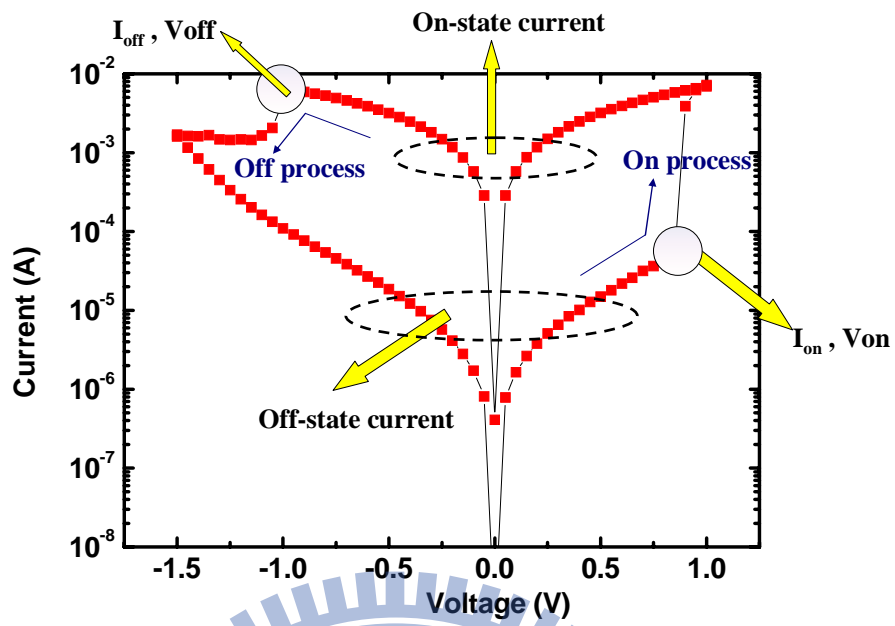 I_off , Voff
On-state current
10^-2
10^-3
10^-4
10^-5
10^-6
10^-7
10^-8
Off process
On process
I_on , Von
Off-state current
Current (A)
-1.5 -1.0 -0.5 0.0 0.5 1.0
Voltage (V)